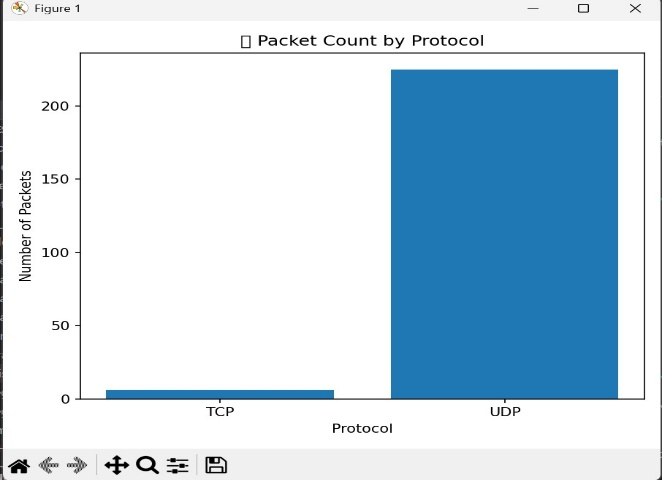 Figure 1
▯ Packet Count by Protocol
Number of Packets
200
150
100
50
0
TCP UDP
Protocol